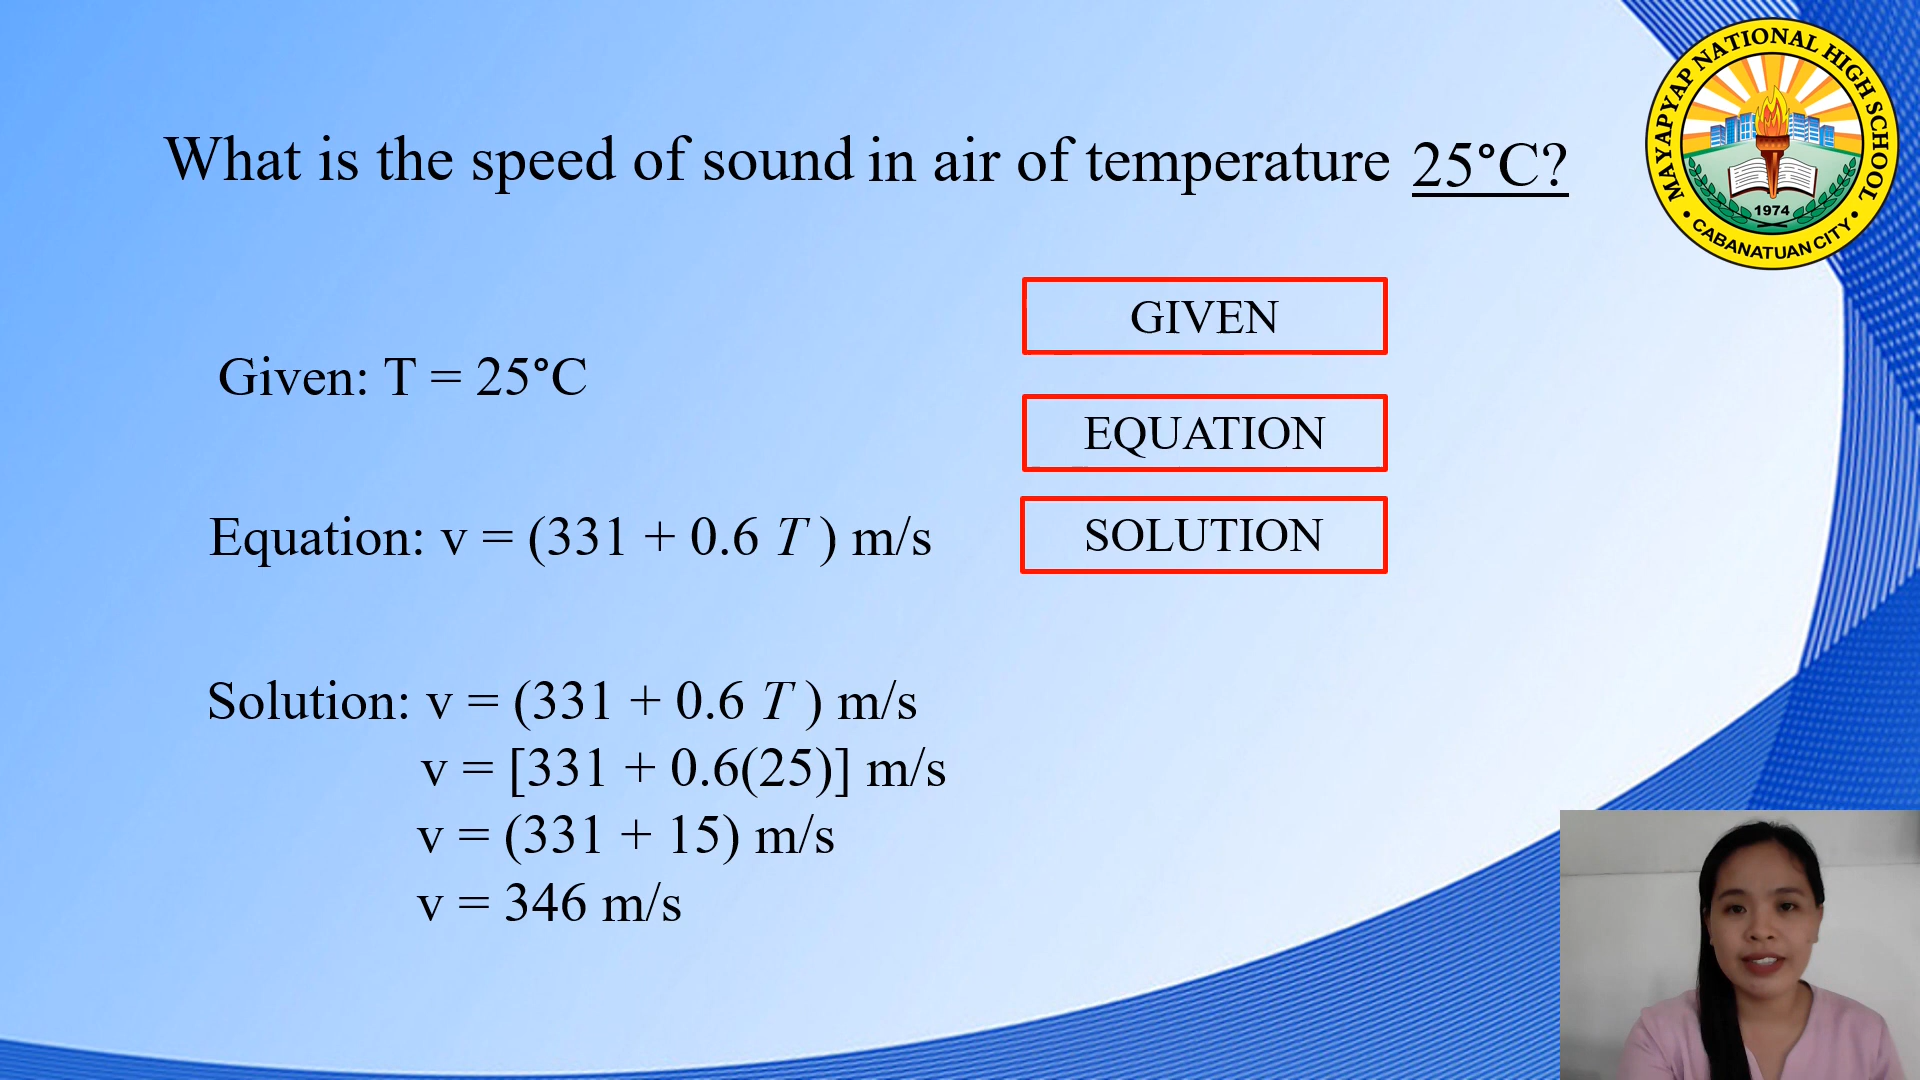 What is the speed of sound in air of temperature 25°C?
MAYAPYAP NATIONAL HIGH SCHOOL
1974
• CABANATUAN CITY •
GIVEN
Given: T = 25°C
EQUATION
Equation: v = (331 + 0.6 T ) m/s
SOLUTION
Solution: v = (331 + 0.6 T ) m/s
v = [331 + 0.6(25)] m/s
v = (331 + 15) m/s
v = 346 m/s